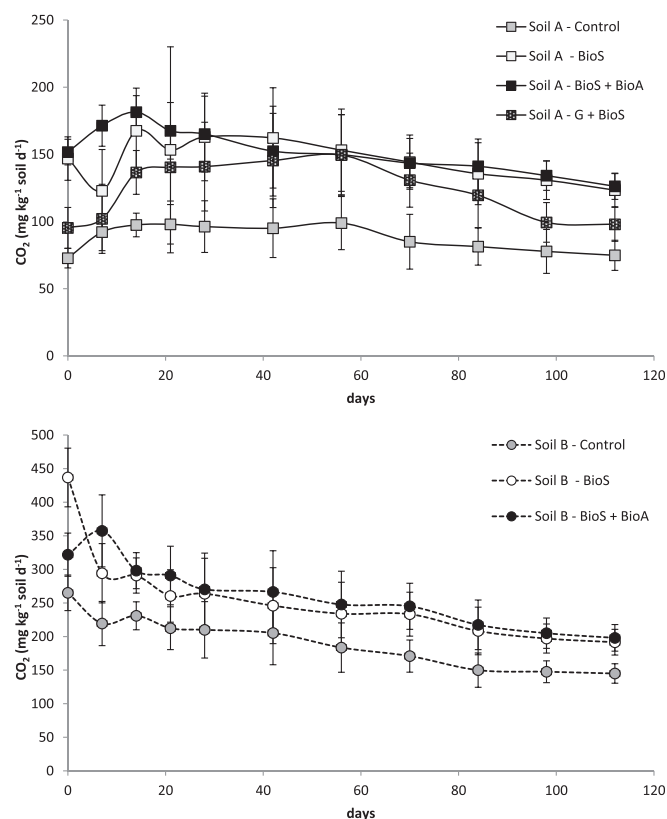 250
200
150
100
50
0
CO₂ (mg kg⁻¹ soil d⁻¹)
Soil A - Control
Soil A - BioS
Soil A - BioS + BioA
Soil A - G + BioS
0 20 40 60 80 100 120
days
500
450
400
350
300
250
200
150
100
50
0
CO₂ (mg kg⁻¹ soil d⁻¹)
Soil B - Control
Soil B - BioS
Soil B - BioS + BioA
0 20 40 60 80 100 120
days